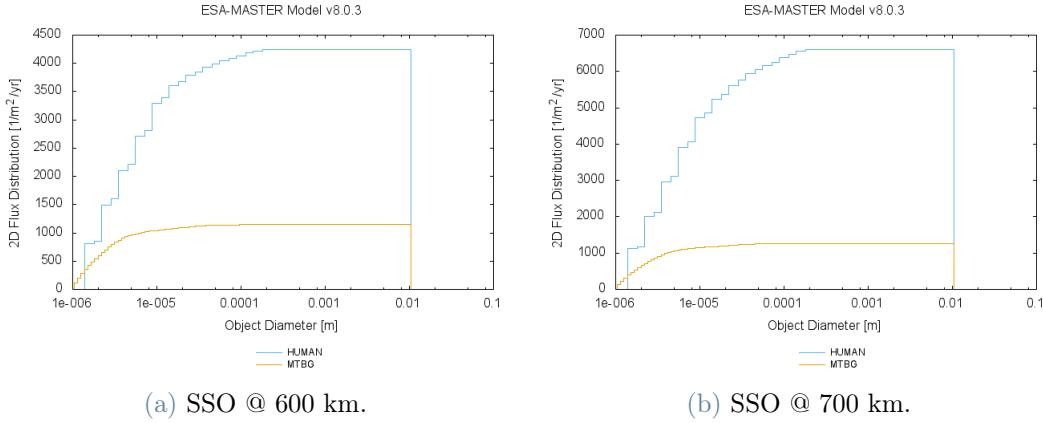 ESA-MASTER Model v8.0.3
4500
4000
3500
3000
2500
2000
1500
1000
500
0
2D Flux Distribution [1/m²/yr]
1e-006 1e-005 0.0001 0.001 0.01 0.1
Object Diameter [m]
HUMAN
MTBG
(a) SSO @ 600 km.
ESA-MASTER Model v8.0.3
7000
6000
5000
4000
3000
2000
1000
0
2D Flux Distribution [1/m²/yr]
1e-006 1e-005 0.0001 0.001 0.01 0.1
Object Diameter [m]
HUMAN
MTBG
(b) SSO @ 700 km.